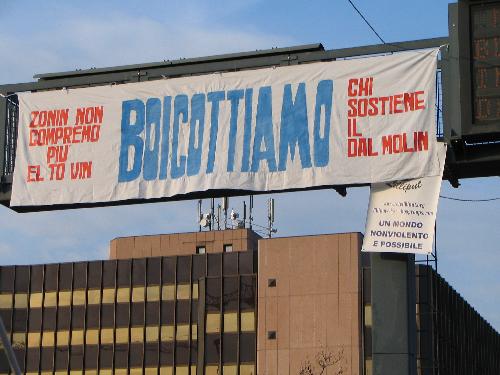 ZONIN NON
COMPREMO
PIU
EL TO VIN
BOICOTTIAMO
CHI
SOSTIENE
IL
DAL MOLIN
UN MONDO
NONVIOLENTO
È POSSIBILE